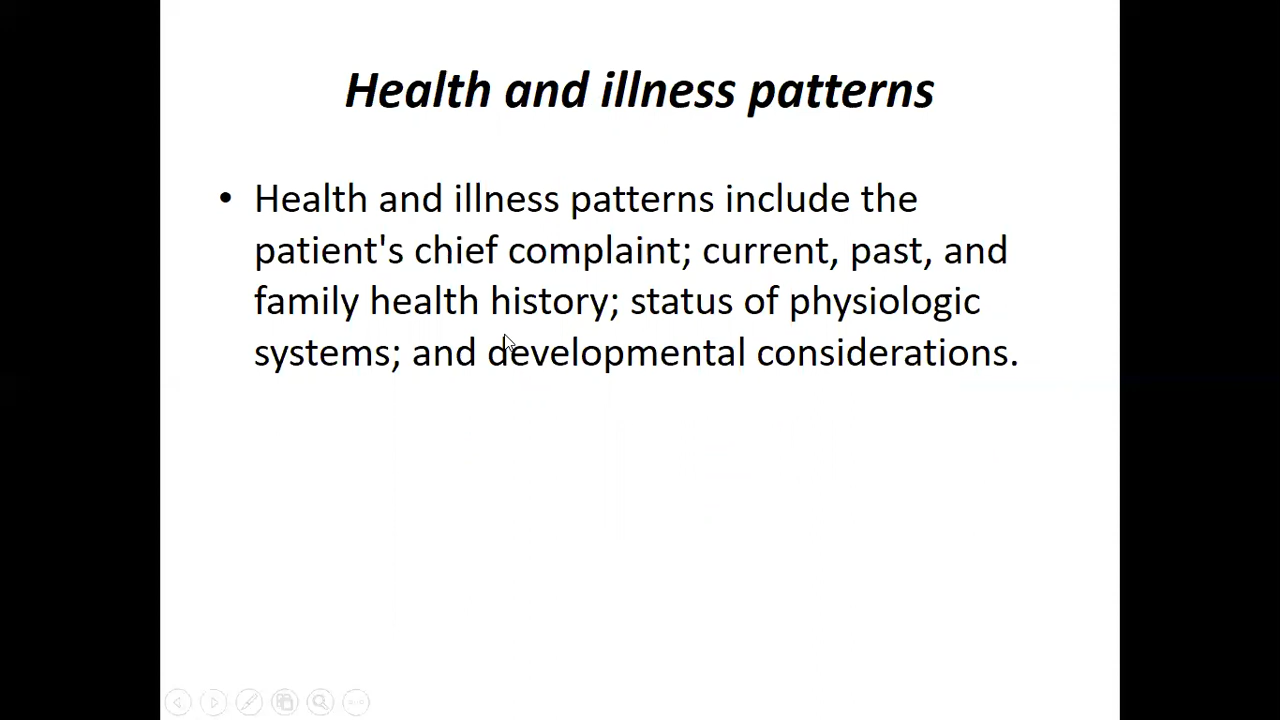 Health and illness patterns
• Health and illness patterns include the
patient's chief complaint; current, past, and
family health history; status of physiologic
systems; and developmental considerations.